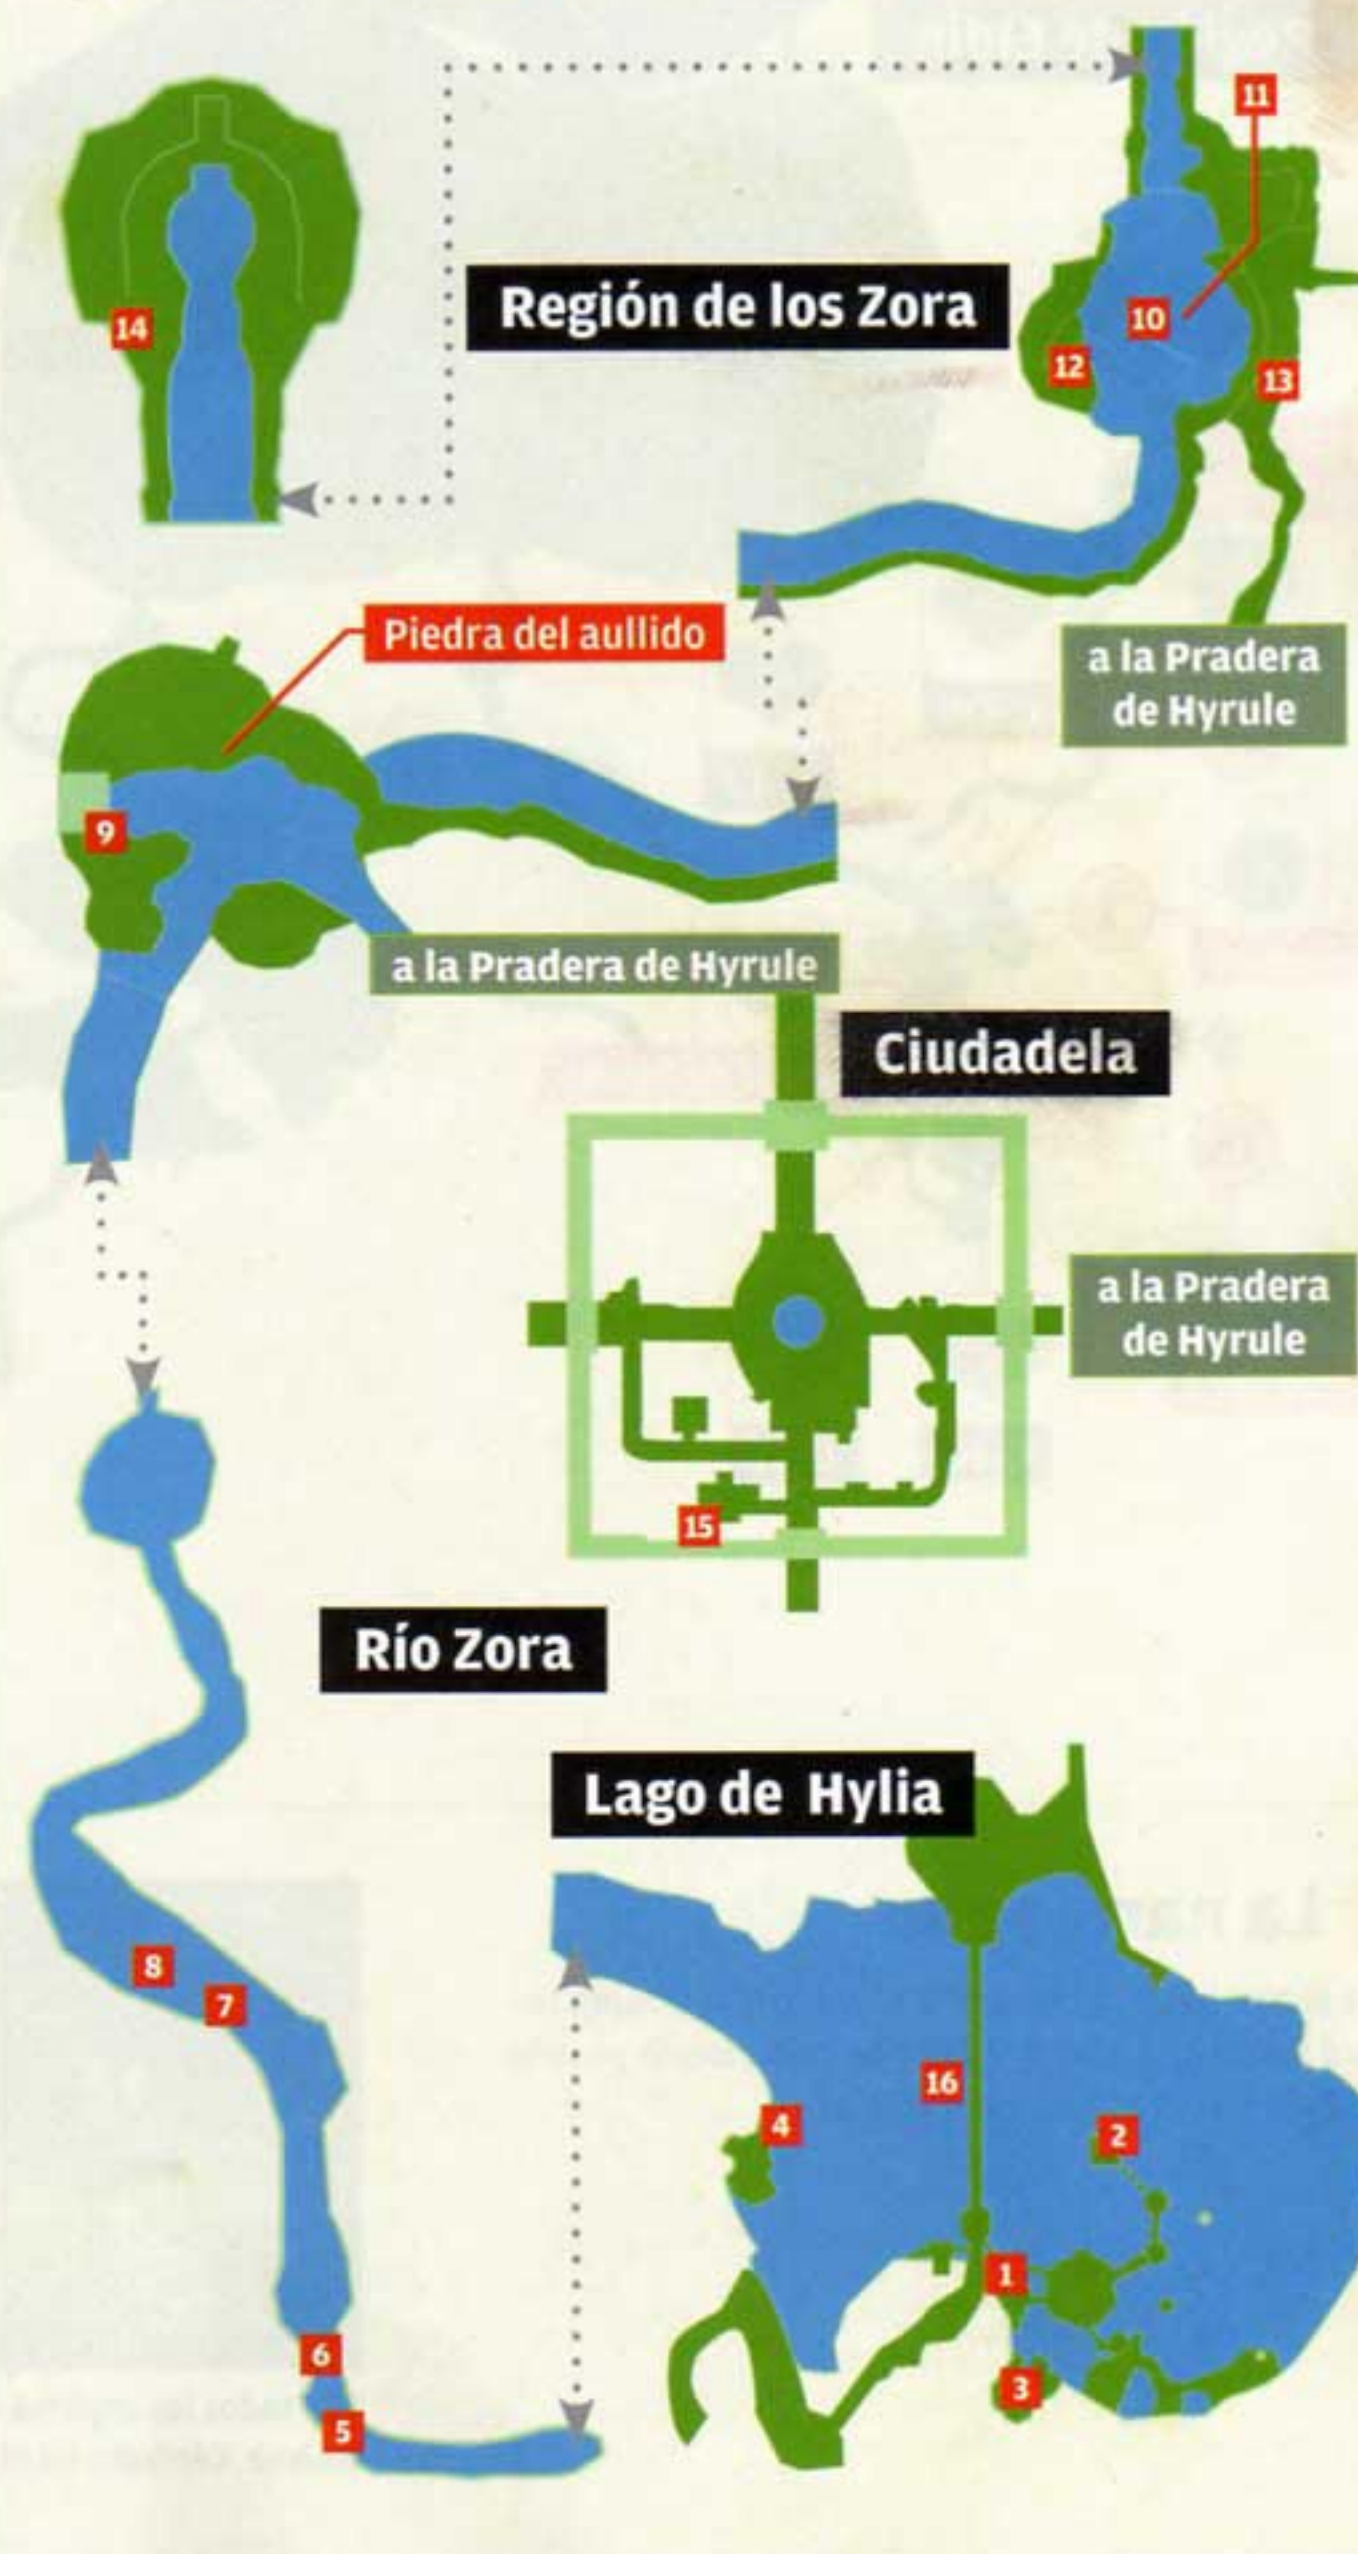 11
Región de los Zora
14
10
12
13
Piedra del aullido
a la Pradera
de Hyrule
9
a la Pradera de Hyrule
Ciudadela
a la Pradera
de Hyrule
15
Río Zora
Lago de Hylia
8
7
16
4
2
1
6
3
5